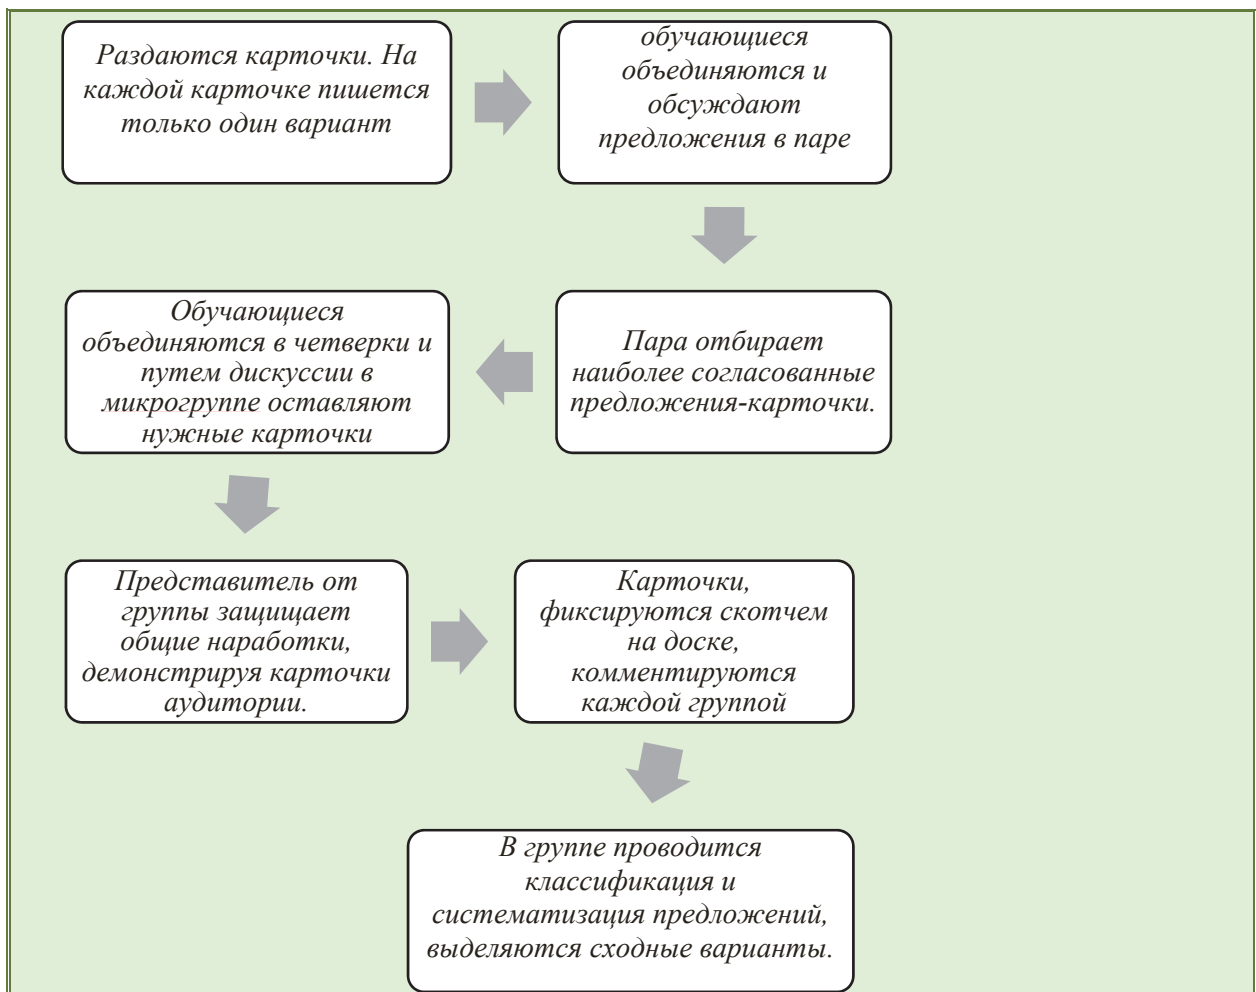 Раздаются карточки. На
каждой карточке пишется
только один вариант
обучающиеся
объединяются и
обсуждают
предложения в паре
Пара отбирает
наиболее согласованные
предложения-карточки.
Обучающиеся
объединяются в четверки и
путем дискуссии в
микрогруппе оставляют
нужные карточки
Представитель от
группы защищает
общие наработки,
демонстрируя карточки
аудитории.
Карточки,
фиксируются скотчем
на доске,
комментируются
каждой группой
В группе проводится
классификация и
систематизация предложений,
выделяются сходные варианты.